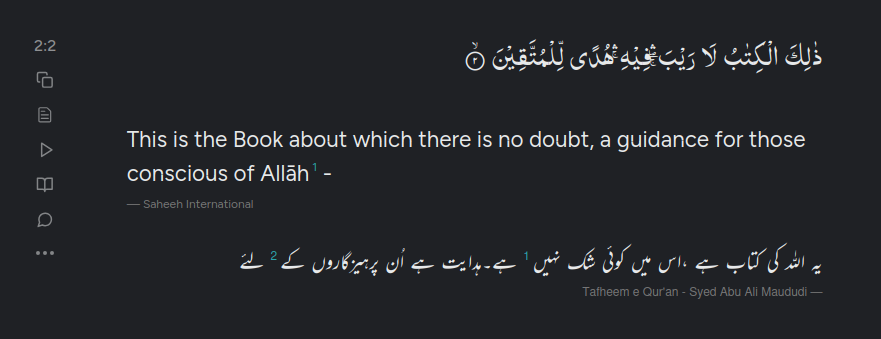 2:2
ذٰلِكَ الْكِتٰبُ لَا رَيْبَ ۛۚ فِيْهِ ۛۚ هُدًى لِّلْمُتَّقِيْنَ ۙ ٢
This is the Book about which there is no doubt, a guidance for those
conscious of Allāh 1 -
— Saheeh International
یہ اللہ کی کتاب ہے ،اس میں کوئی شک نہیں 1 ہے۔ہدایت ہے اُن پرہیزگاروں کے 2 لئے
Tafheem e Qur'an - Syed Abu Ali Maududi —